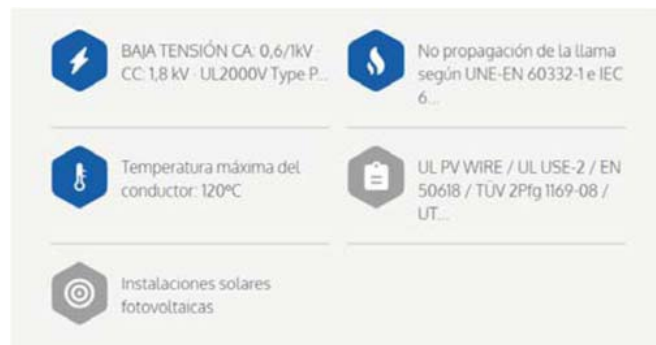 BAJA TENSIÓN CA: 0,6/1kV ·
CC: 1,8 kV · UL2000V Type P...
No propagación de la llama
según UNE-EN 60332-1 e IEC
6...
Temperatura máxima del
conductor: 120ºC
UL PV WIRE / UL USE-2 / EN
50618 / TÜV 2Pfg 1169-08 /
UT...
Instalaciones solares
fotovoltaicas